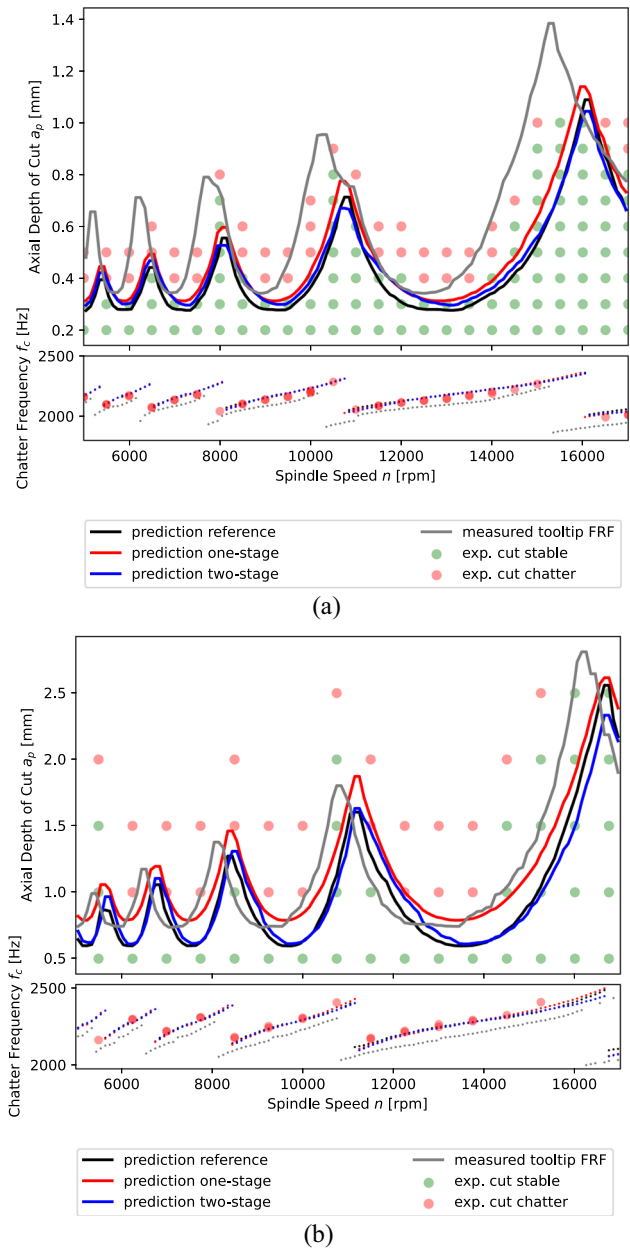 1.4
1.2
1.0
0.8
0.6
0.4
0.2
Axial Depth of Cut a_p [mm]
2500
2000
Chatter Frequency f_c [Hz]
6000 8000 10000 12000 14000 16000
Spindle Speed n [rpm]
prediction reference
prediction one-stage
prediction two-stage
measured tooltip FRF
exp. cut stable
exp. cut chatter
(a)
2.5
2.0
1.5
1.0
0.5
Axial Depth of Cut a_p [mm]
2500
2000
Chatter Frequency f_c [Hz]
6000 8000 10000 12000 14000 16000
Spindle Speed n [rpm]
prediction reference
prediction one-stage
prediction two-stage
measured tooltip FRF
exp. cut stable
exp. cut chatter
(b)